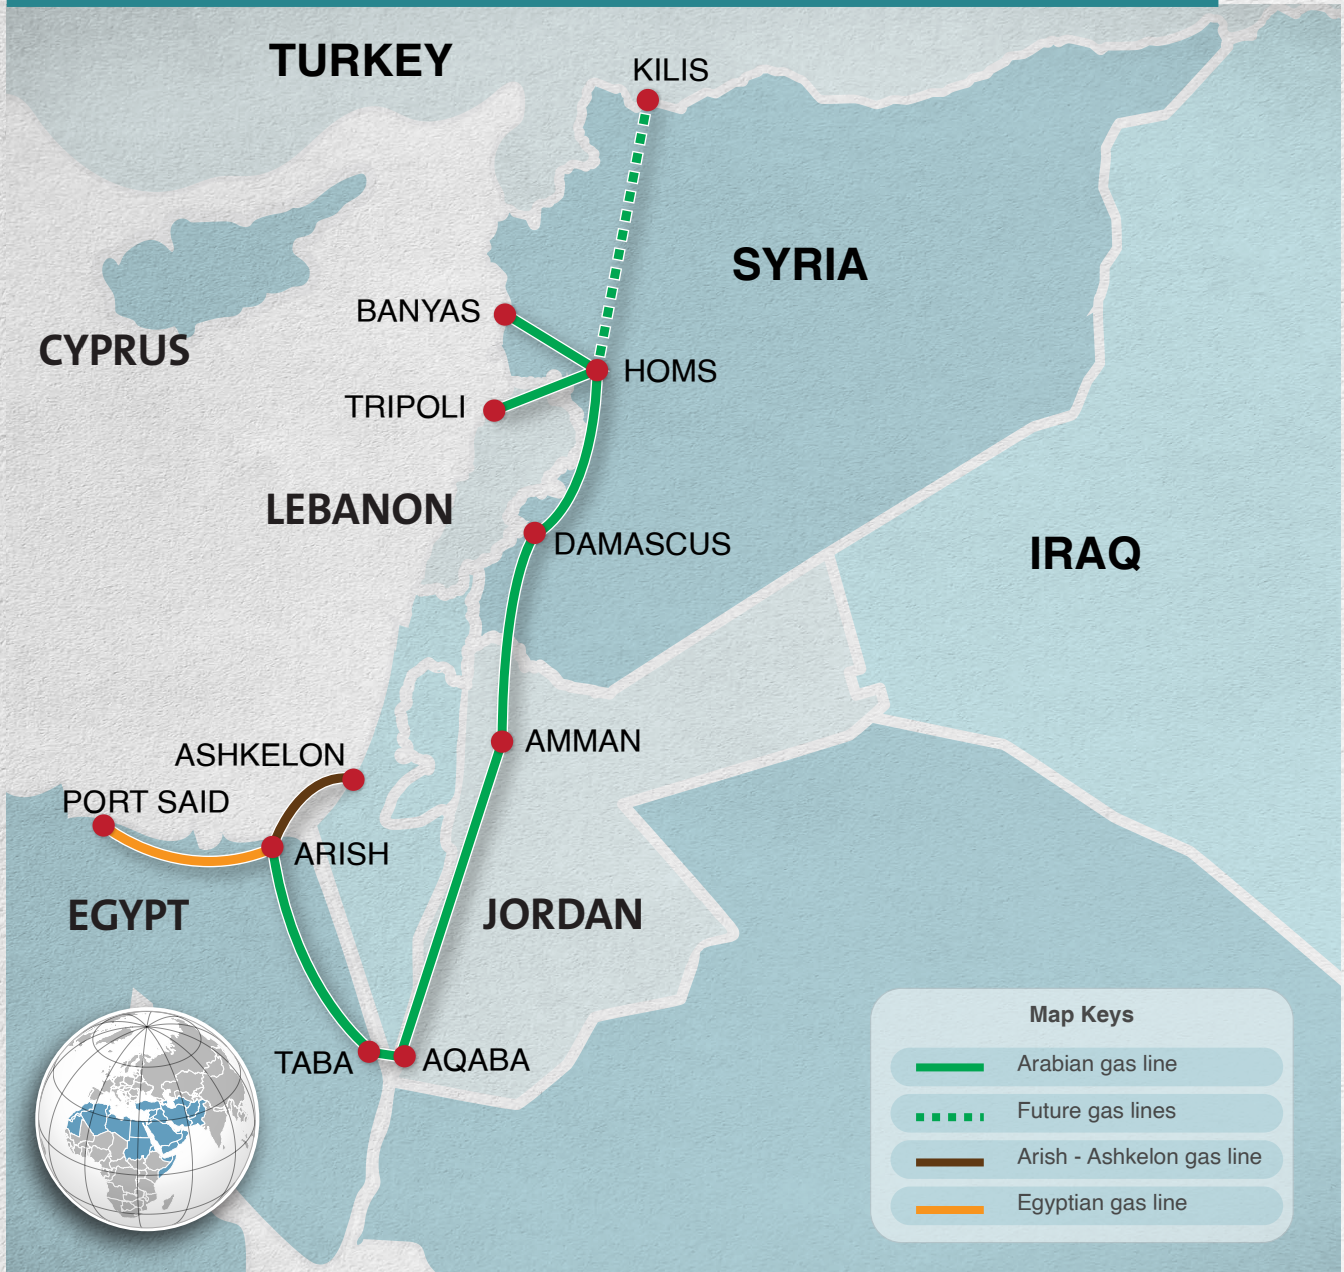 TURKEY
KILIS
SYRIA
BANYAS
CYPRUS
HOMS
TRIPOLI
LEBANON
DAMASCUS
IRAQ
AMMAN
ASHKELON
PORT SAID
ARISH
EGYPT
JORDAN
TABA
AQABA
Map Keys
Arabian gas line
Future gas lines
Arish - Ashkelon gas line
Egyptian gas line